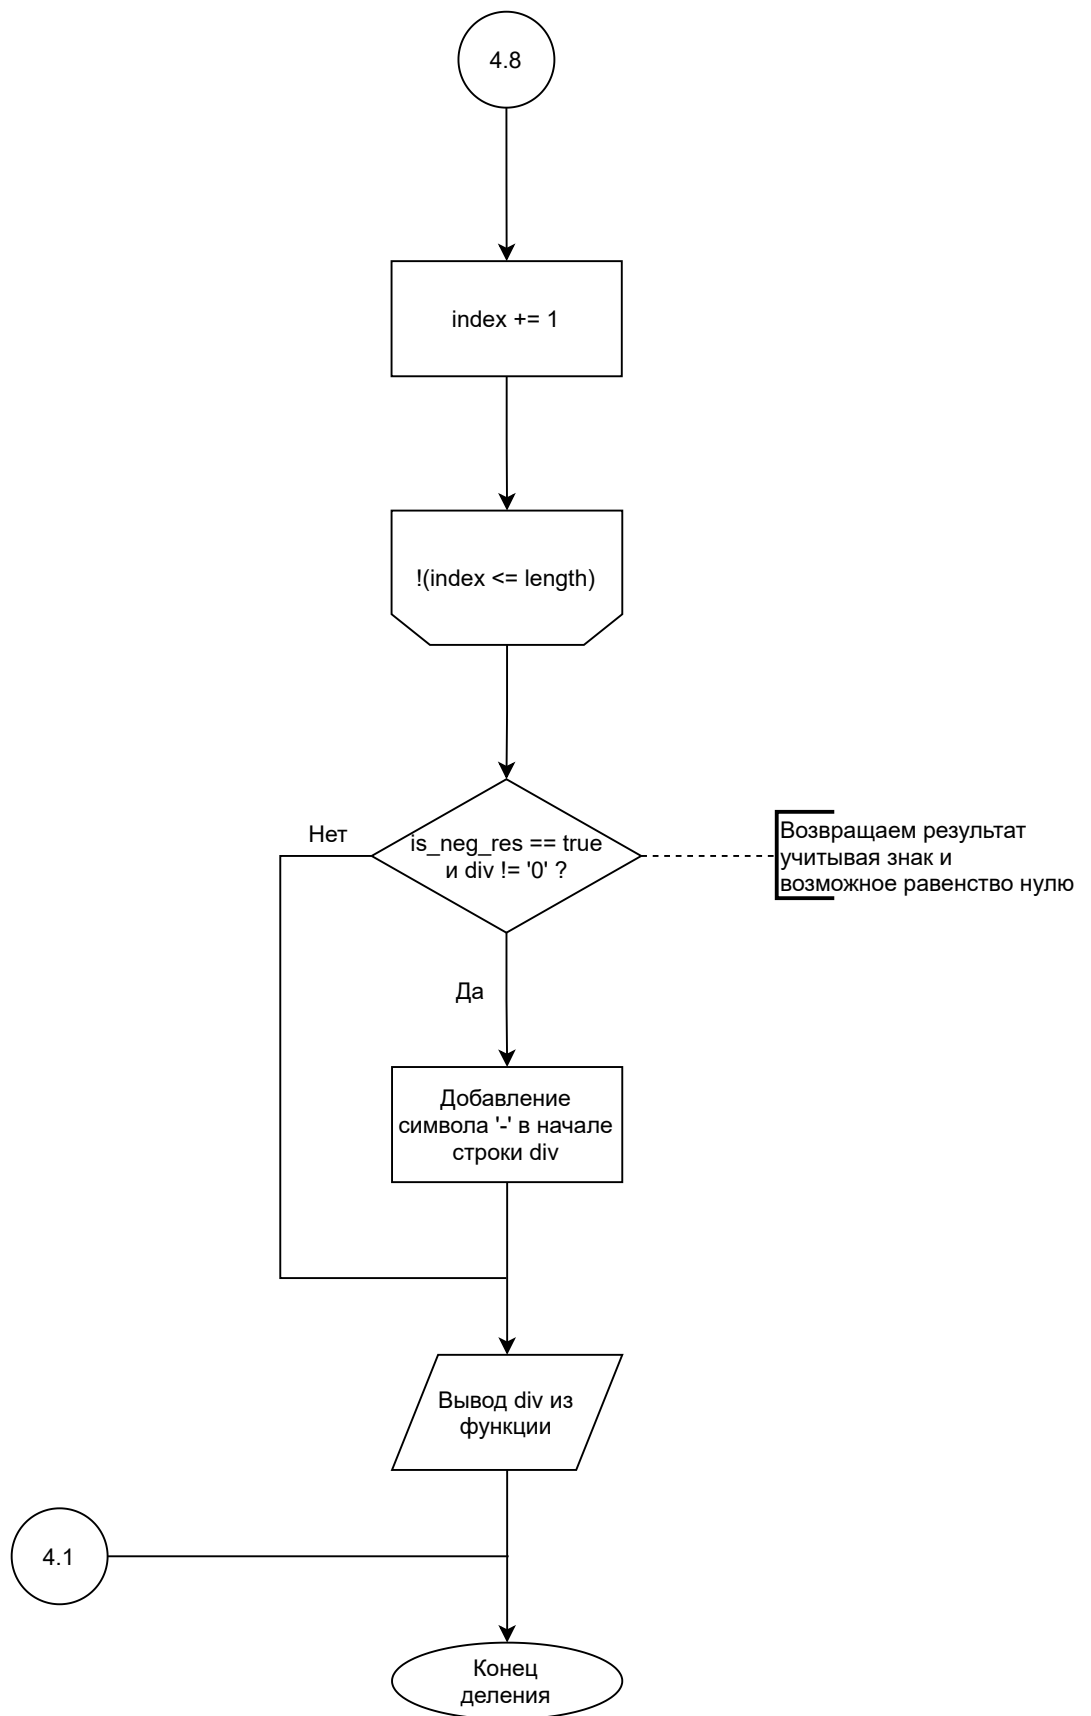 4.8
index += 1
!(index <= length)
Нет
is_neg_res == true
и div != '0' ?
Возвращаем результат
учитывая знак и
возможное равенство нулю
Да
Добавление
символа '-' в начале
строки div
Вывод div из
функции
4.1
Конец
деления